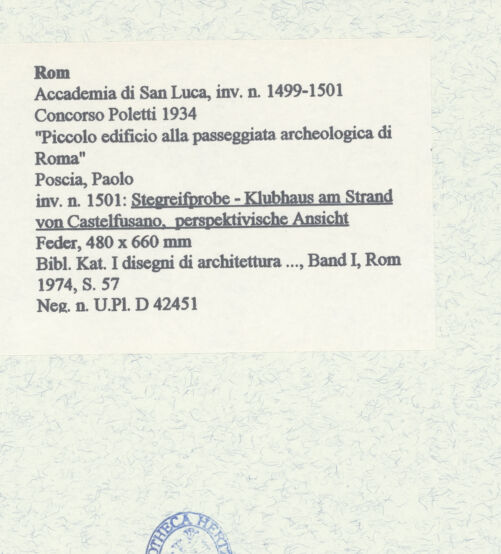 Rom
Accademia di San Luca, inv. n. 1499-1501
Concorso Poletti 1934
"Piccolo edificio alla passeggiata archeologica di
Roma"
Poscia, Paolo
inv. n. 1501: Stegreifprobe - Klubhaus am Strand
von Castelfusano, perspektivische Ansicht
Feder, 480 x 660 mm
Bibl. Kat. I disegni di architettura ..., Band I, Rom
1974, S. 57
Neg. n. U.Pl. D 42451